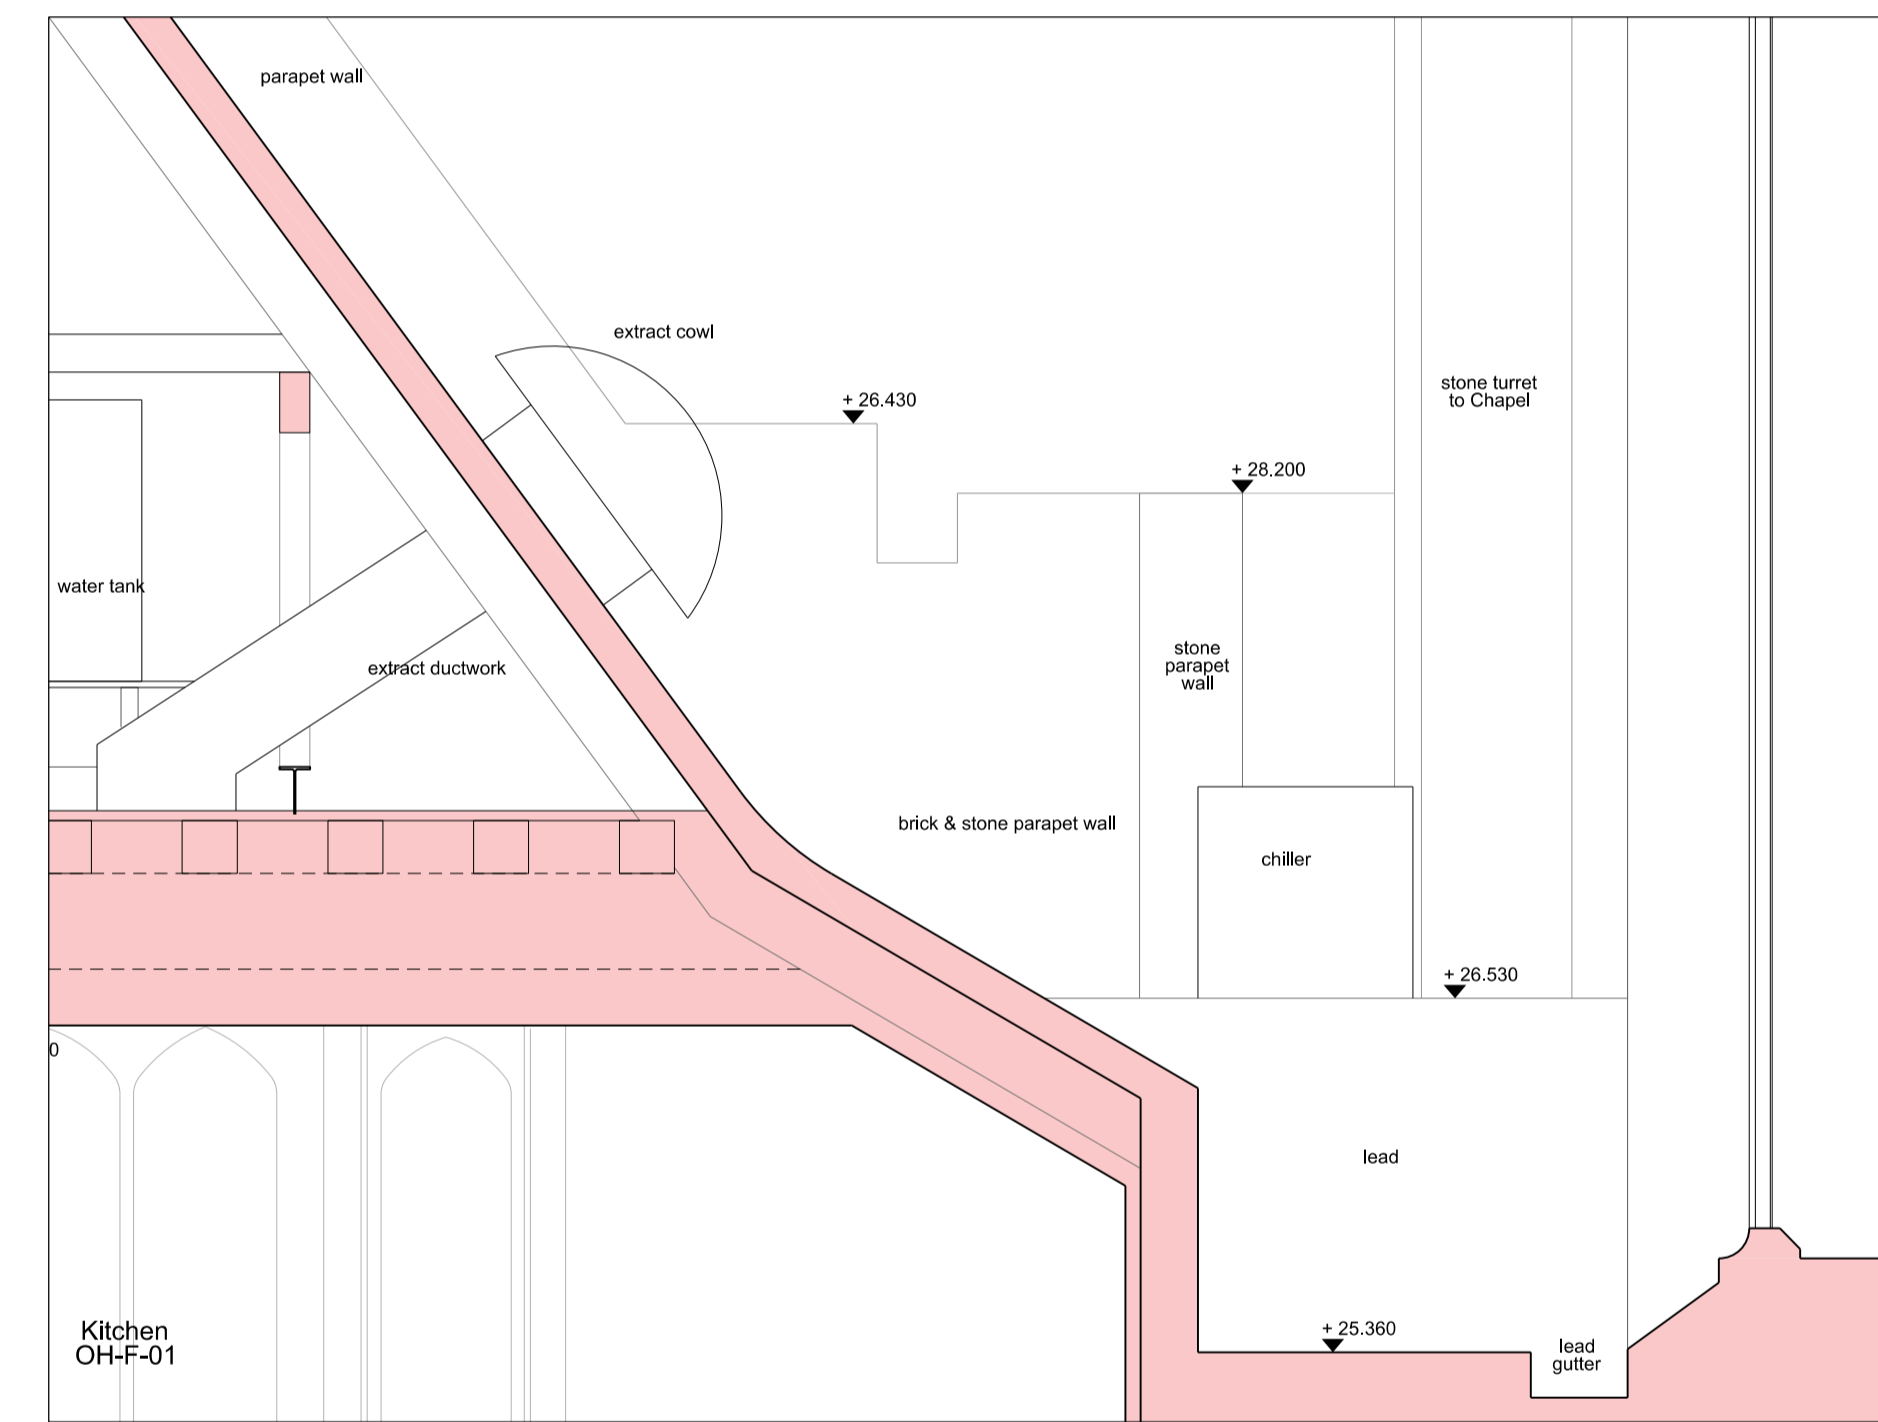 parapet wall
extract cowl
+ 26.430
stone turret
to Chapel
+ 28.200
water tank
extract ductwork
stone
parapet
wall
brick & stone parapet wall
chiller
+ 26.530
0
lead
Kitchen
OH-F-01
+ 25.360
lead
gutter